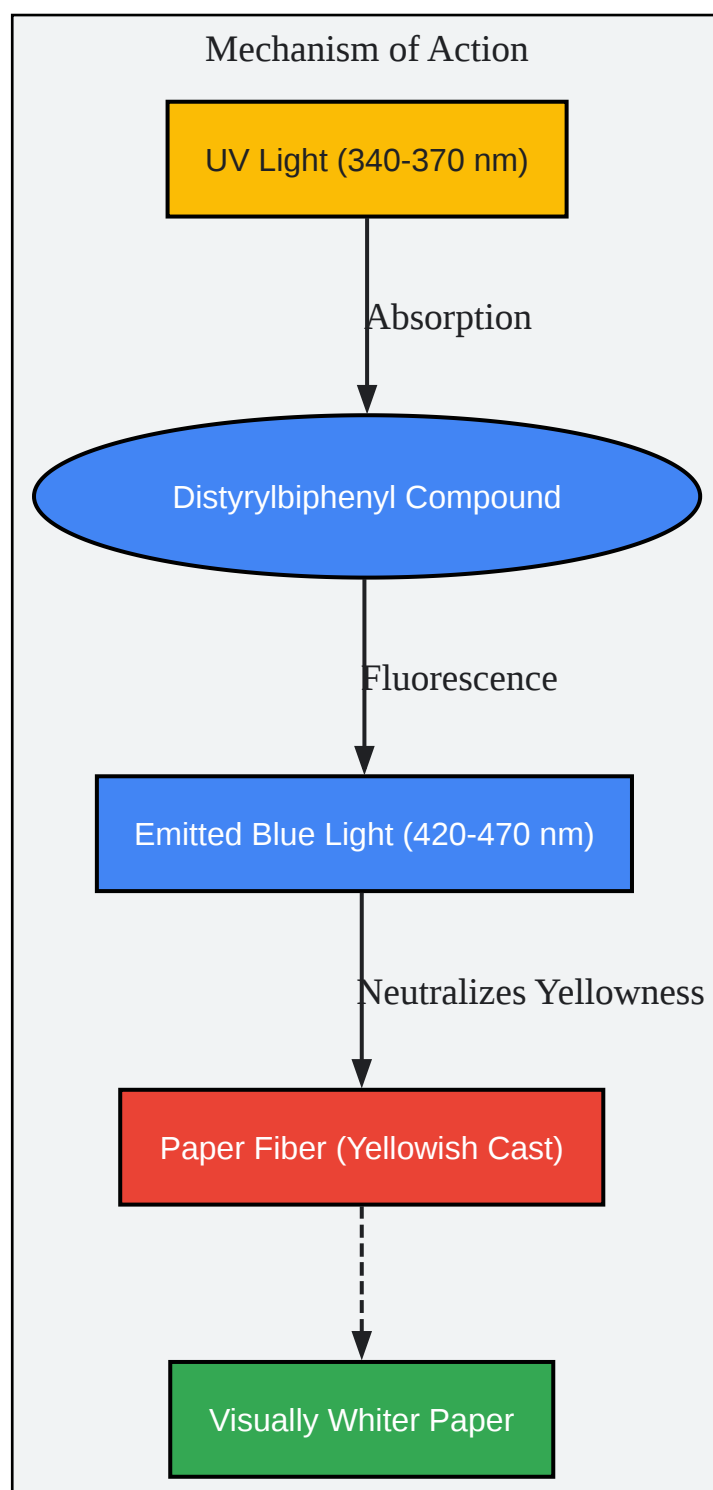 Mechanism of Action
UV Light (340-370 nm)
Absorption
Distyrylbiphenyl Compound
Fluorescence
Emitted Blue Light (420-470 nm)
Neutralizes Yellowness
Paper Fiber (Yellowish Cast)
Visually Whiter Paper